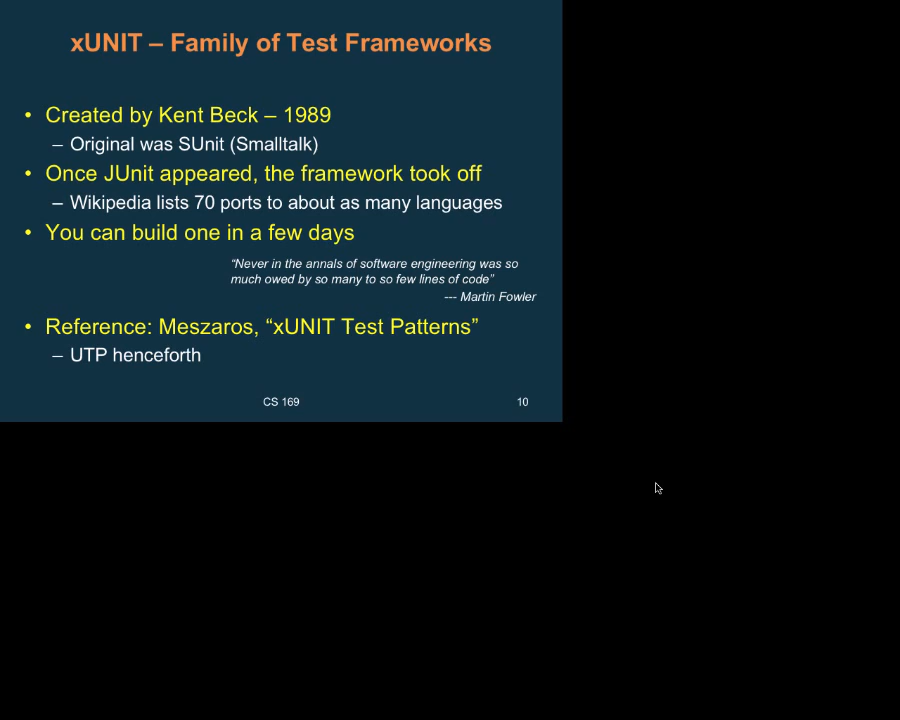 xUNIT – Family of Test Frameworks
• Created by Kent Beck – 1989
– Original was SUnit (Smalltalk)
• Once JUnit appeared, the framework took off
– Wikipedia lists 70 ports to about as many languages
• You can build one in a few days
“Never in the annals of software engineering was so
much owed by so many to so few lines of code”
--- Martin Fowler
• Reference: Meszaros, “xUNIT Test Patterns”
– UTP henceforth
CS 169
10